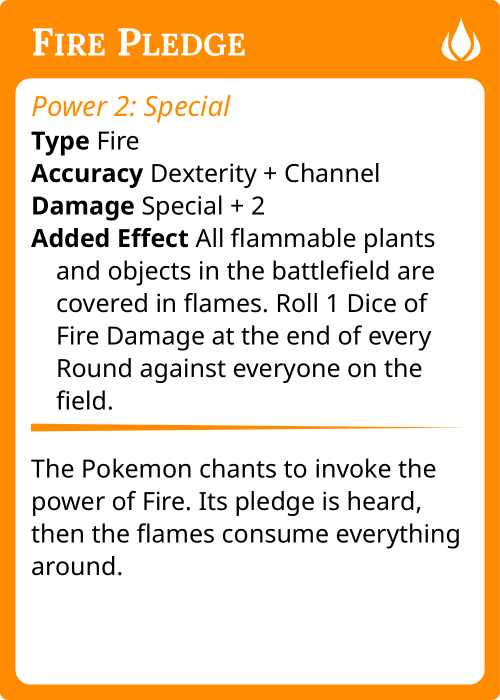 Fire Pledge
Power 2: Special
Type Fire
Accuracy Dexterity + Channel
Damage Special + 2
Added Effect All flammable plants
and objects in the battlefield are
covered in flames. Roll 1 Dice of
Fire Damage at the end of every
Round against everyone on the
field.
The Pokemon chants to invoke the
power of Fire. Its pledge is heard,
then the flames consume everything
around.